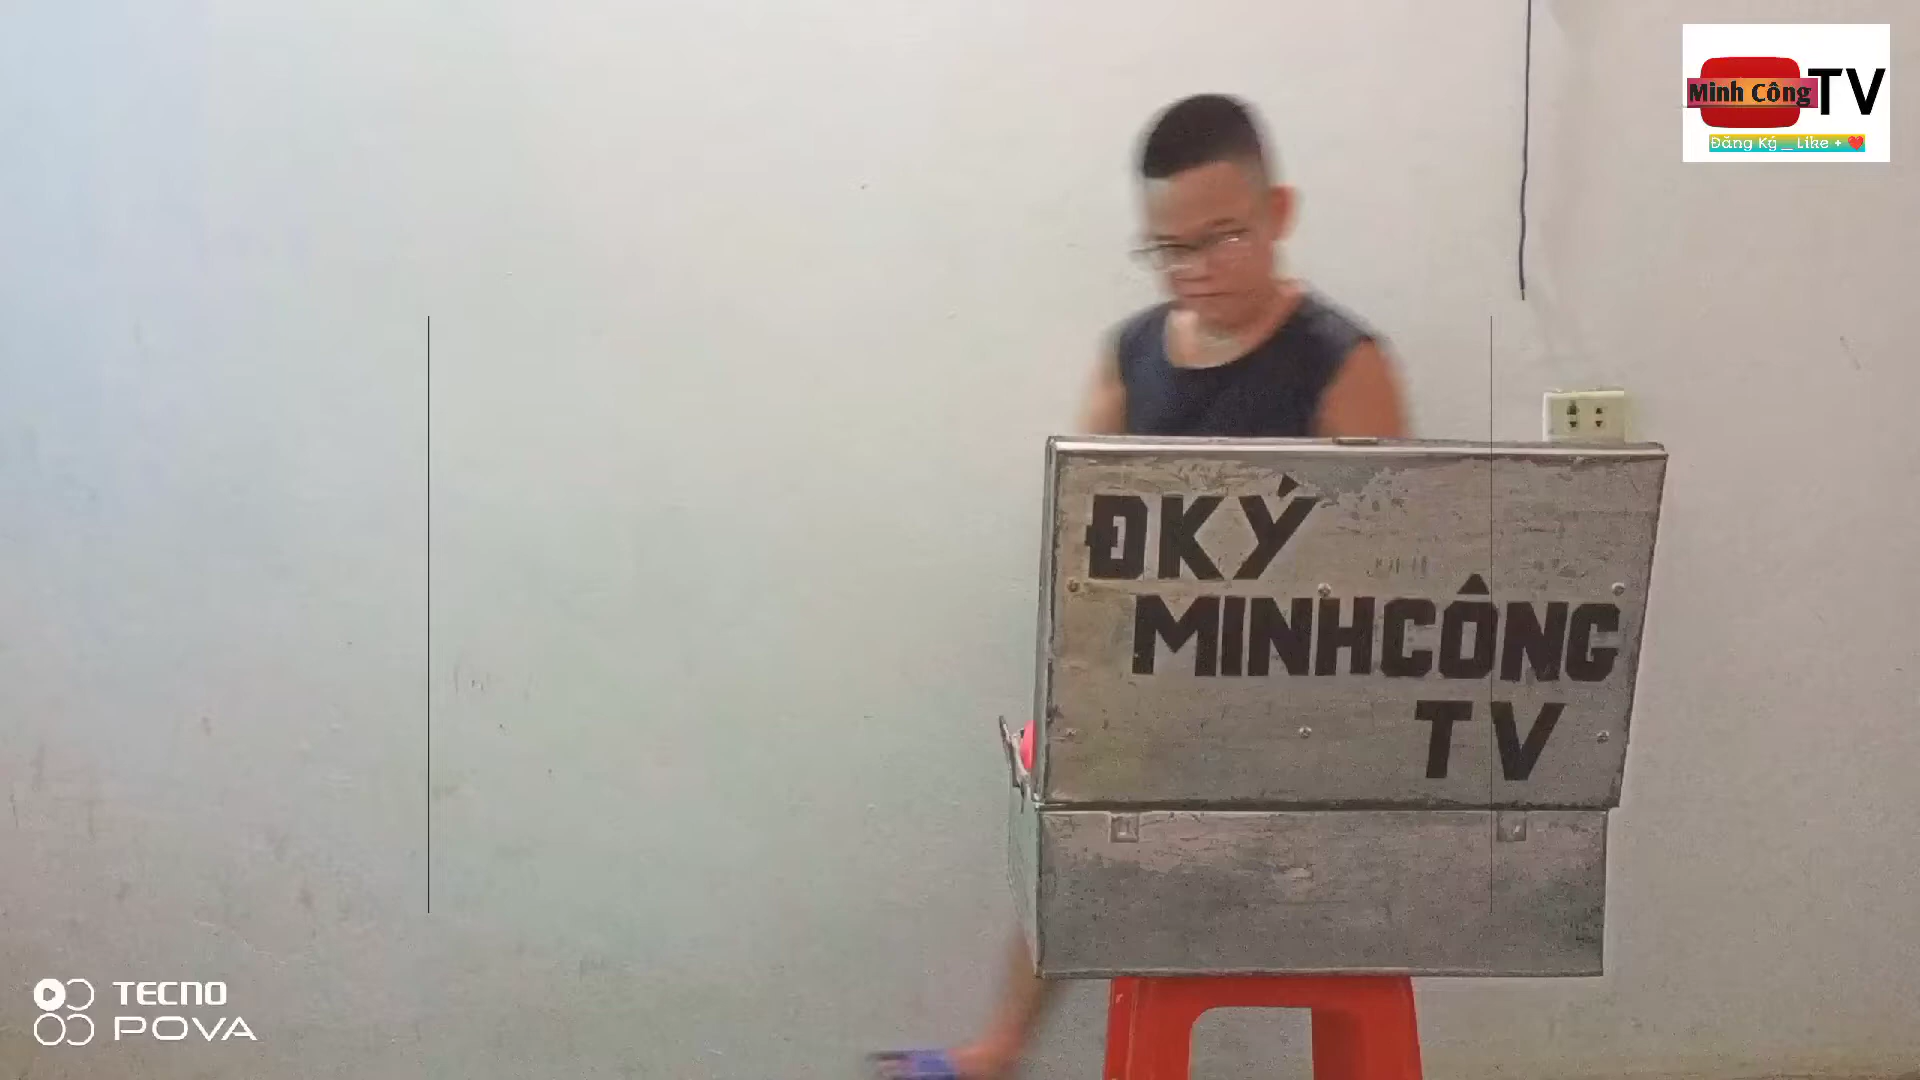 Minh Công TV
Đăng Ký _ Like + ❤️
ĐKÝ
MINHCÔNG
TV
TECNO
POVA